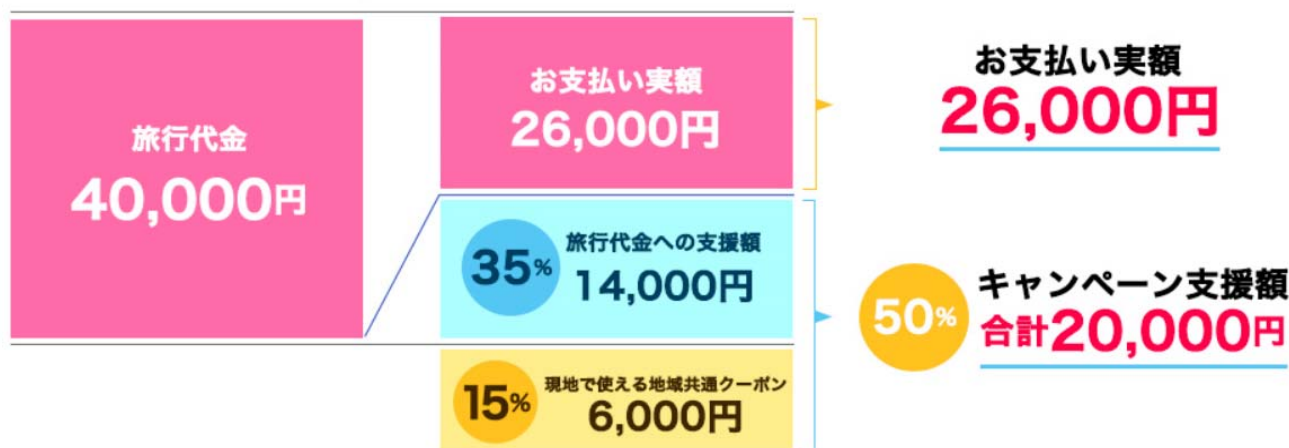 旅行代金
40,000円
お支払い実額
26,000円
35%
旅行代金への支援額
14,000円
15%
現地で使える地域共通クーポン
6,000円
お支払い実額
26,000円
50%
キャンペーン支援額
合計20,000円